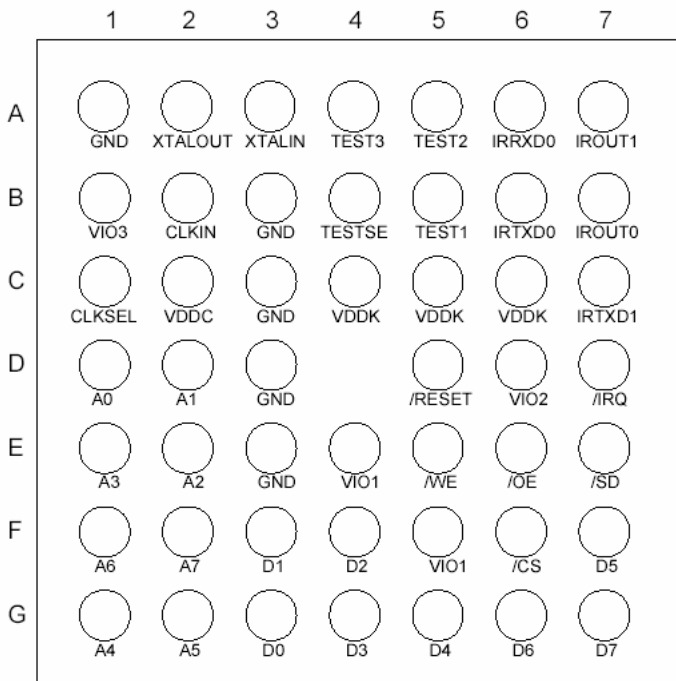 1 2 3 4 5 6 7
A
GND XTALOUT XTALIN TEST3 TEST2 IRRXD0 IROUT1
B
VIO3 CLKIN GND TESTSE TEST1 IRTXD0 IROUT0
C
CLKSEL VDDC GND VDDK VDDK VDDK IRTXD1
D
A0 A1 GND /RESET VIO2 /IRQ
E
A3 A2 GND VIO1 /WE /OE /SD
F
A6 A7 D1 D2 VIO1 /CS D5
G
A4 A5 D0 D3 D4 D6 D7